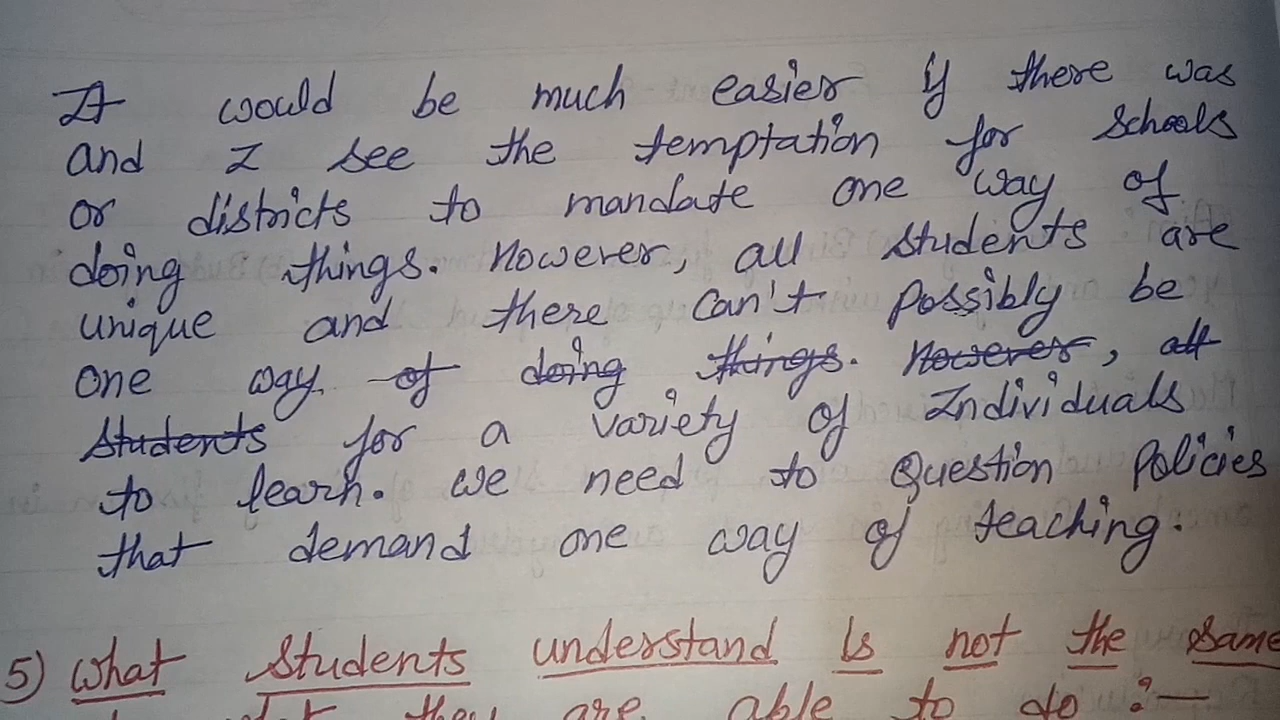 It would be much easier if there was
and I see the temptation for schools
or districts to mandate one way of
doing things. However, all students are
unique and there can't possibly be
one way of doing things. However, all
students for a variety of Individuals
to learn. we need to Question Policies
that demand one way of teaching.
5) What students understand Is not the same
they are able to do :-